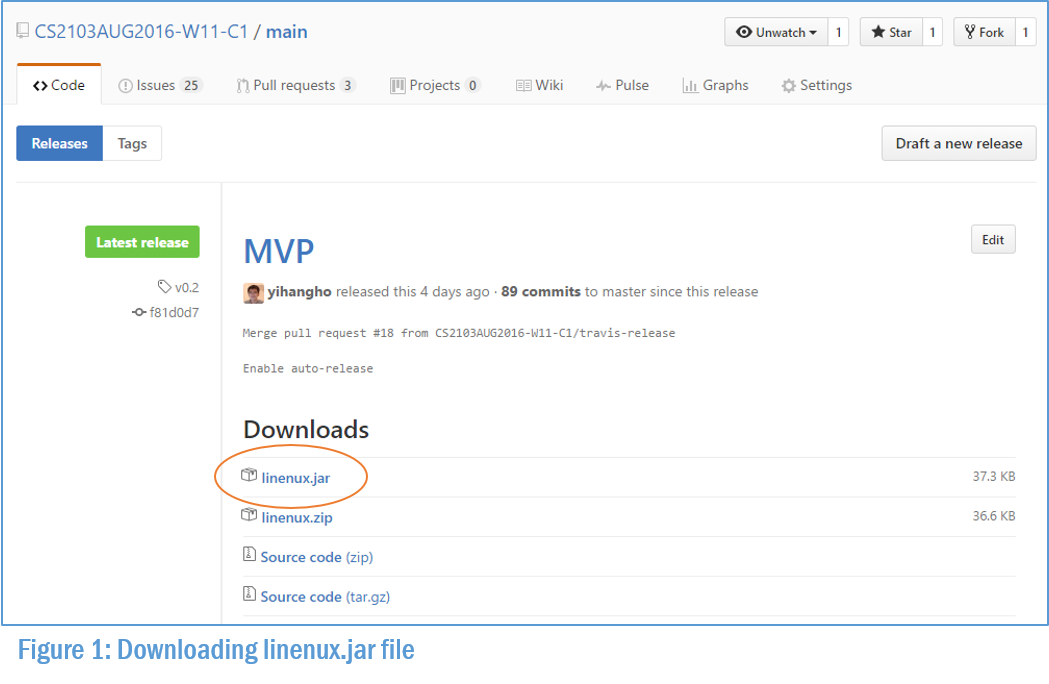 CS2103AUG2016-W11-C1 / main
Unwatch 1 Star 1 Fork 1
Code Issues 25 Pull requests 3 Projects 0 Wiki Pulse Graphs Settings
Releases Tags Draft a new release
Latest release
v0.2
f81d0d7
MVP Edit
yihangho released this 4 days ago · 89 commits to master since this release
Merge pull request #18 from CS2103AUG2016-W11-C1/travis-release
Enable auto-release
Downloads
linenux.jar 37.3 KB
linenux.zip 36.6 KB
Source code (zip)
Source code (tar.gz)
Figure 1: Downloading linenux.jar file